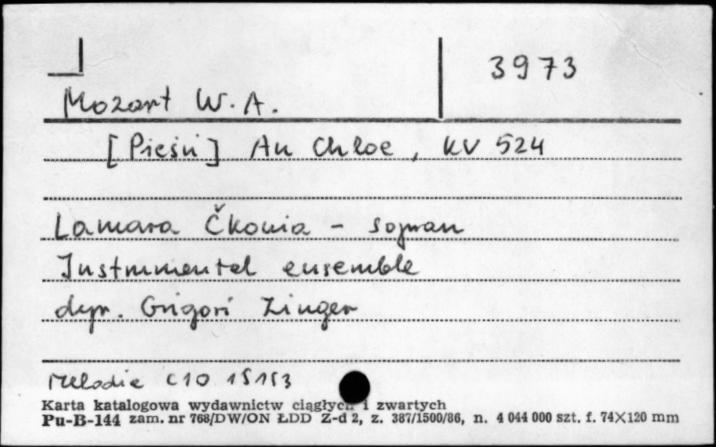 3973
Mozart W. A.
[Pieśń] An Chloe, KV 524
Lamara Čkonia - sopran
Instrumental ensemble
dyr. Grigori Zinger
Melodie C10 15153
Karta katalogowa wydawnictw ciągłych i zwartych
Pu-B-144 zam. nr 768/DW/ON ŁDD Z-d 2, z. 387/1500/86, n. 4 044 000 szt. f. 74X120 mm